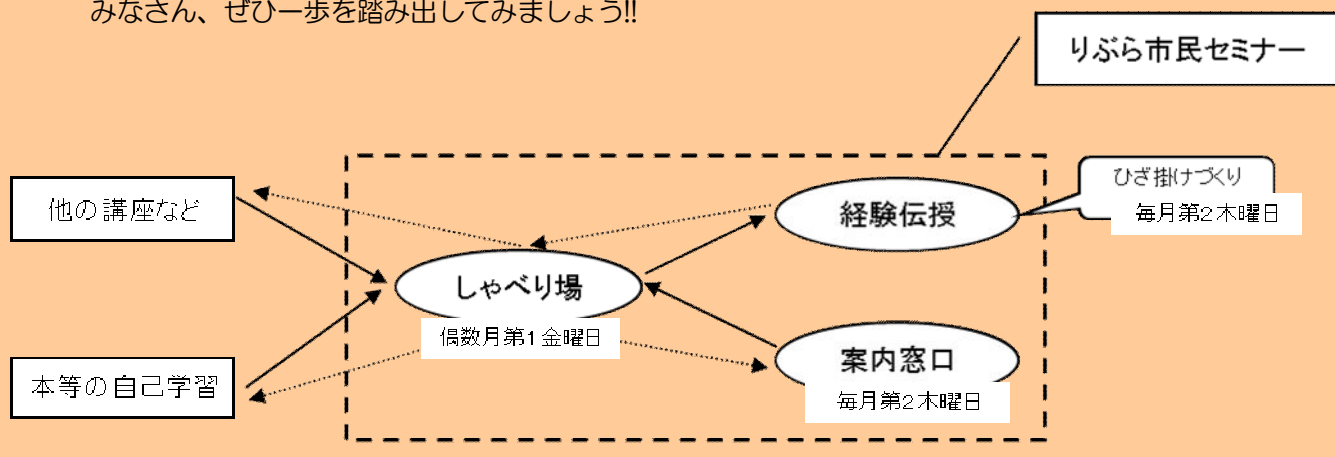 みなさん、ぜひ一歩を踏み出してみましょう!!
りぶら市民セミナー
ひざ掛けづくり
毎月第2木曜日
他の講座など
経験伝授
しゃべり場
偶数月第1金曜日
案内窓口
毎月第2木曜日
本等の自己学習